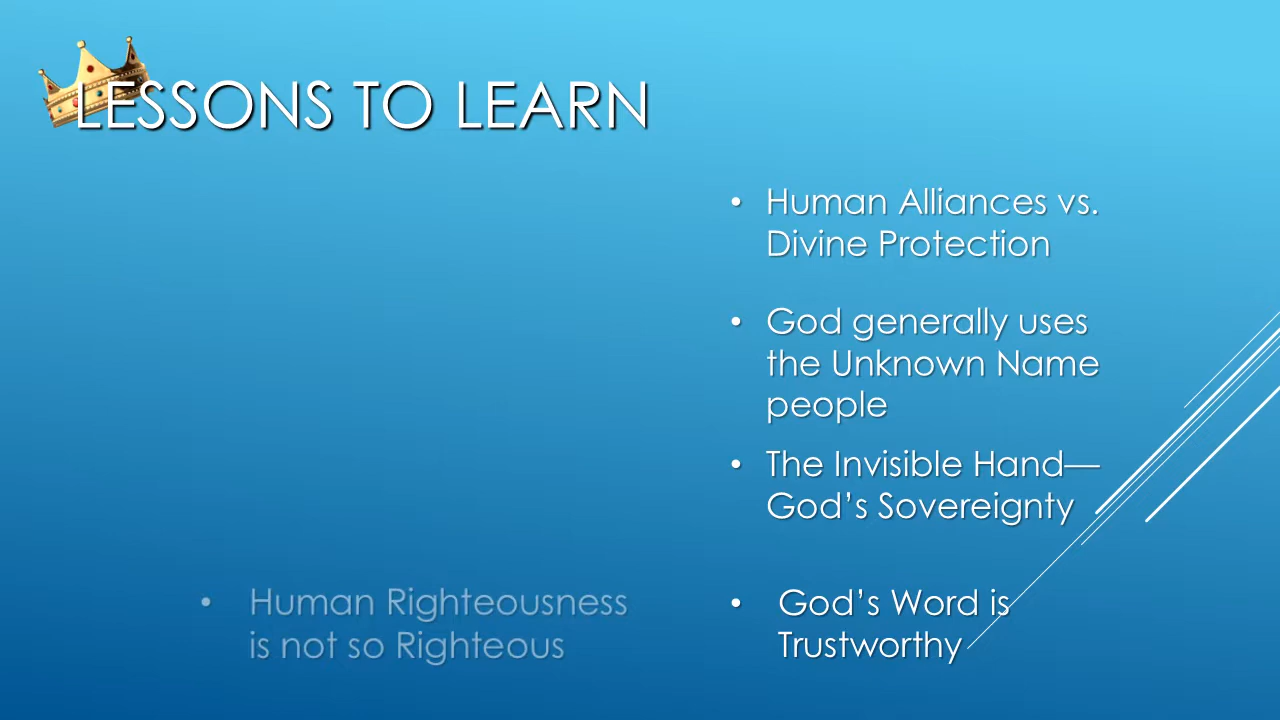 LESSONS TO LEARN
• Human Alliances vs.
Divine Protection
• God generally uses
the Unknown Name
people
• The Invisible Hand—
God’s Sovereignty
• Human Righteousness
is not so Righteous
• God’s Word is
Trustworthy